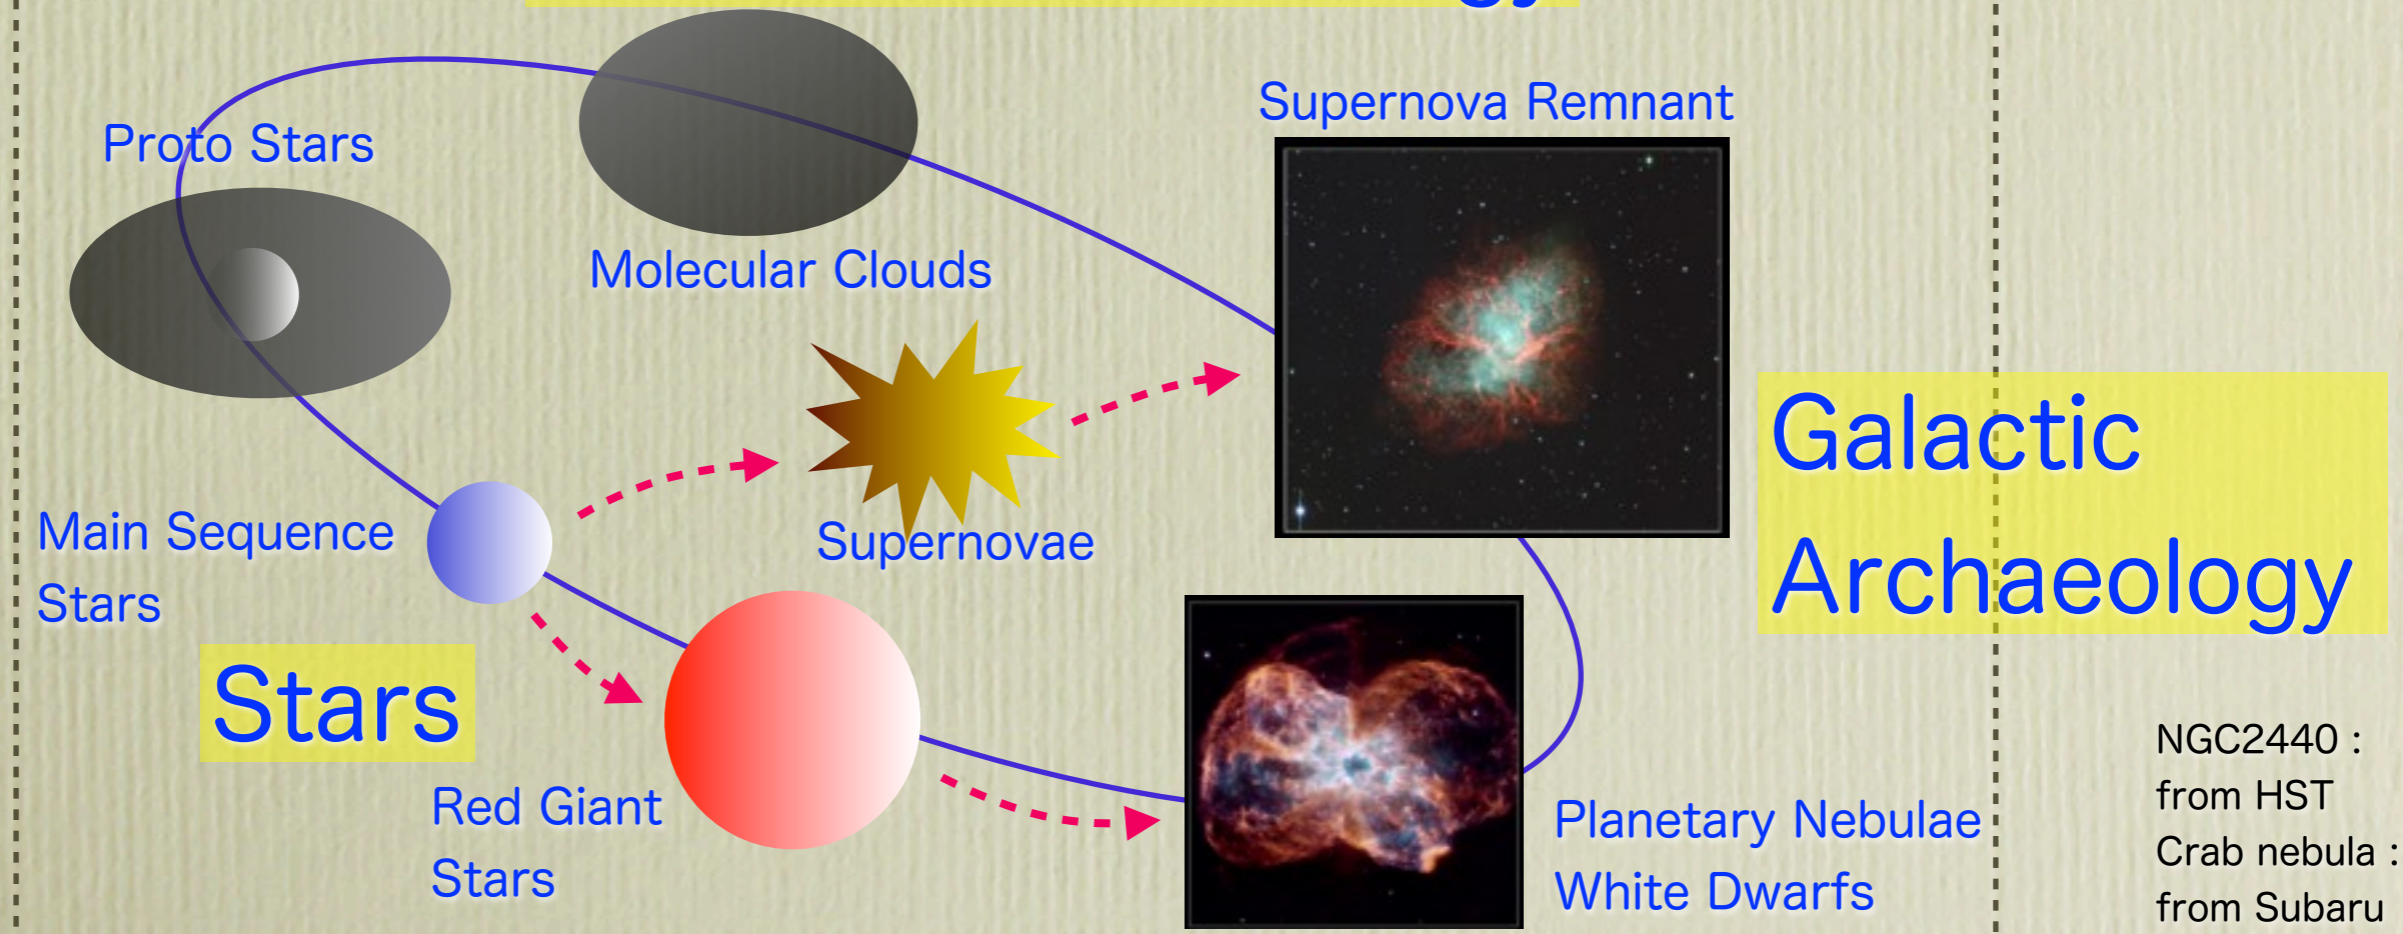 Proto Stars
Supernova Remnant
Molecular Clouds
Galactic
Archaeology
Main Sequence
Stars
Supernovae
Stars
Red Giant
Stars
Planetary Nebulae
White Dwarfs
NGC2440 :
from HST
Crab nebula :
from Subaru